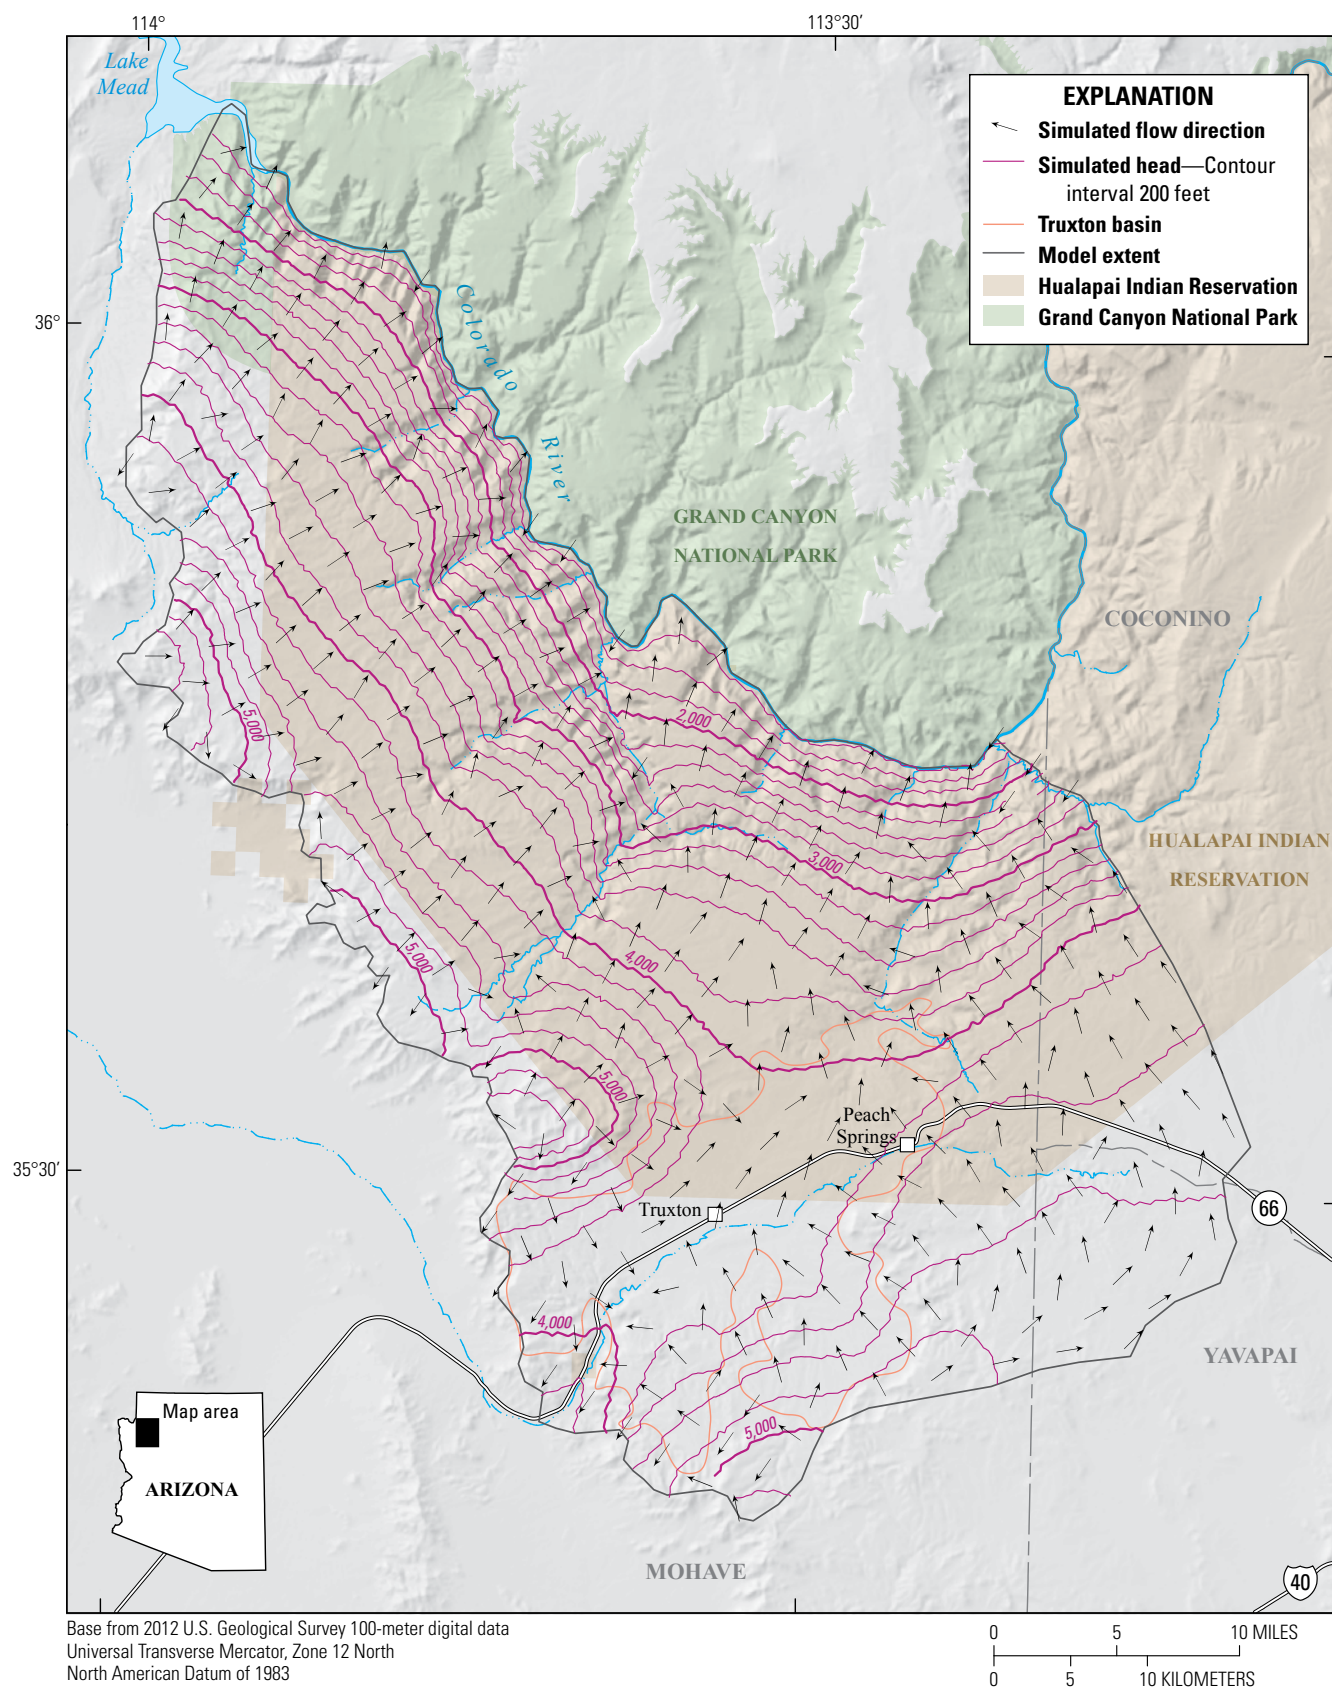 114°
113°30′
Lake
Mead
EXPLANATION
Simulated flow direction
Simulated head—Contour
interval 200 feet
Truxton basin
Model extent
Hualapai Indian Reservation
Grand Canyon National Park
36°
Colorado
River
GRAND CANYON
NATIONAL PARK
COCONINO
5,000
2,000
HUALAPAI INDIAN
RESERVATION
3,000
5,000
4,000
5,000
Peach
Springs
35°30′
Truxton
66
4,000
YAVAPAI
5,000
Map area
ARIZONA
MOHAVE
40
Base from 2012 U.S. Geological Survey 100-meter digital data
Universal Transverse Mercator, Zone 12 North
North American Datum of 1983
0 5 10 MILES
0 5 10 KILOMETERS